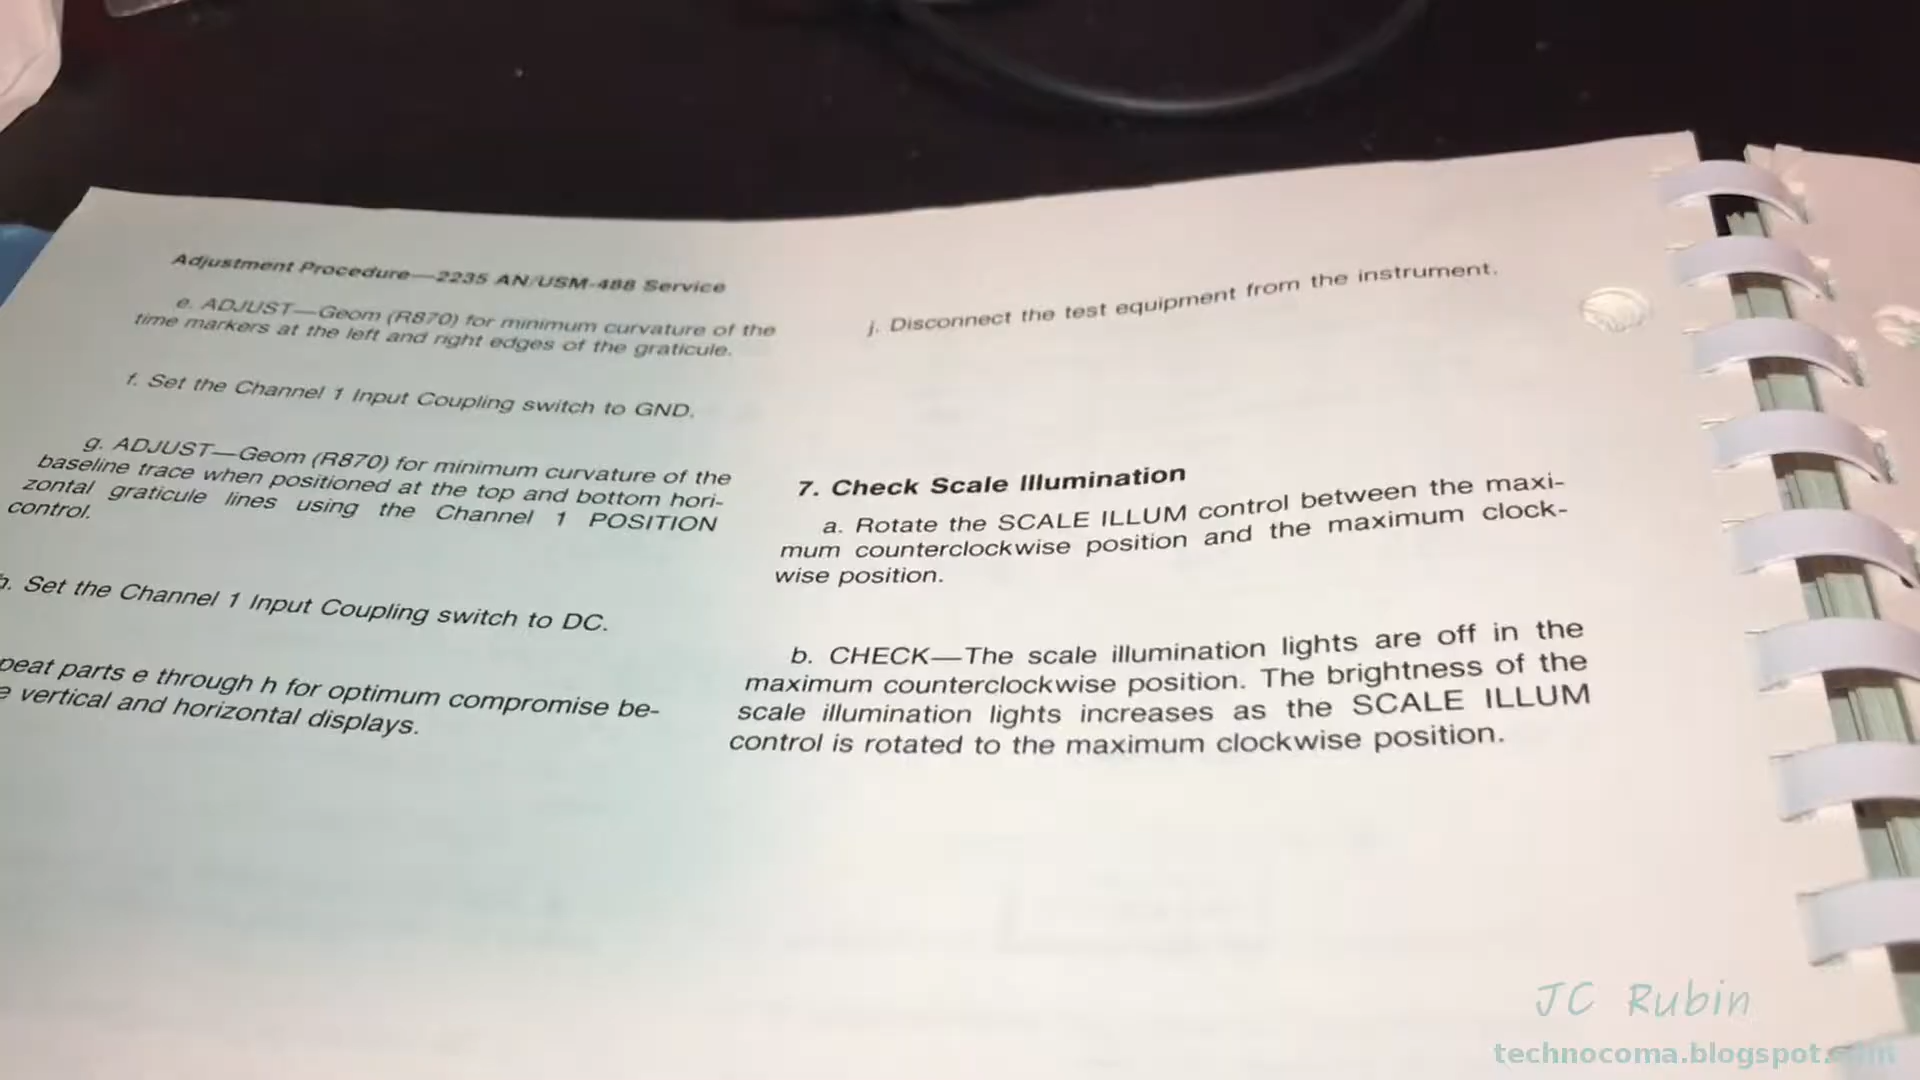 Adjustment Procedure—2235 AN/USM-488 Service
e. ADJUST—Geom (R870) for minimum curvature of the
time markers at the left and right edges of the graticule.
f. Set the Channel 1 Input Coupling switch to GND.
g. ADJUST—Geom (R870) for minimum curvature of the
baseline trace when positioned at the top and bottom hori-
zontal graticule lines using the Channel 1 POSITION
control.
h. Set the Channel 1 Input Coupling switch to DC.
peat parts e through h for optimum compromise be-
e vertical and horizontal displays.
j. Disconnect the test equipment from the instrument.
7. Check Scale Illumination
a. Rotate the SCALE ILLUM control between the maxi-
mum counterclockwise position and the maximum clock-
wise position.
b. CHECK—The scale illumination lights are off in the
maximum counterclockwise position. The brightness of the
scale illumination lights increases as the SCALE ILLUM
control is rotated to the maximum clockwise position.
JC Rubin
technocoma.blogspot.com